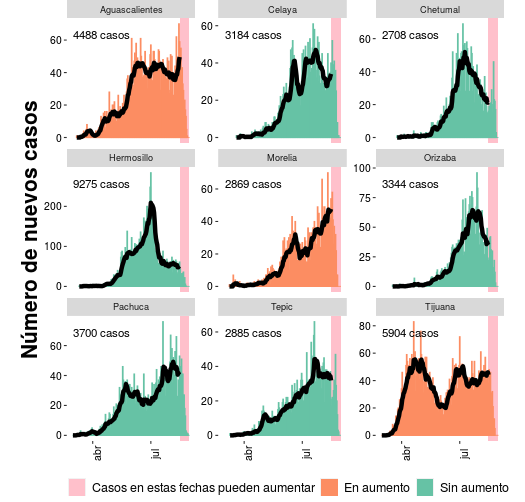 Número de nuevos casos
Aguascalientes
4488 casos
60
40
20
0
Celaya
3184 casos
60
40
20
0
Chetumal
2708 casos
60
40
20
0
Hermosillo
9275 casos
200
100
0
Morelia
2869 casos
60
40
20
0
Orizaba
3344 casos
100
75
50
25
0
Pachuca
3700 casos
60
40
20
0
Tepic
2885 casos
60
40
20
0
Tijuana
5904 casos
80
60
40
20
0
abr jul
abr jul
abr jul
Casos en estas fechas pueden aumentar En aumento Sin aumento